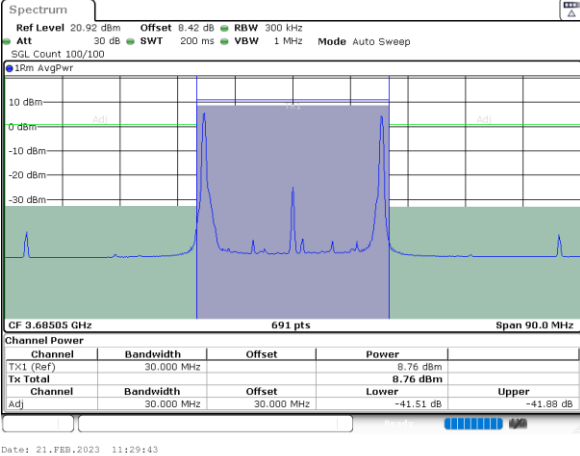 Spectrum
Ref Level 20.92 dBm Offset 8.42 dB RBW 300 kHz
Att 30 dB SWT 200 ms VBW 1 MHz Mode Auto Sweep
SGL Count 100/100
1Rm AvgPwr
10 dBm
Adj Adj
0 dBm
-10 dBm
-20 dBm
-30 dBm
CF 3.68505 GHz 691 pts Span 90.0 MHz
Channel Power
Channel Bandwidth Offset Power
TX1 (Ref) 30.000 MHz 8.76 dBm
Tx Total 8.76 dBm
Channel Bandwidth Offset Lower Upper
Adj 30.000 MHz 30.000 MHz -41.51 dB -41.88 dB
Ready
Date: 21.FEB.2023 11:29:43